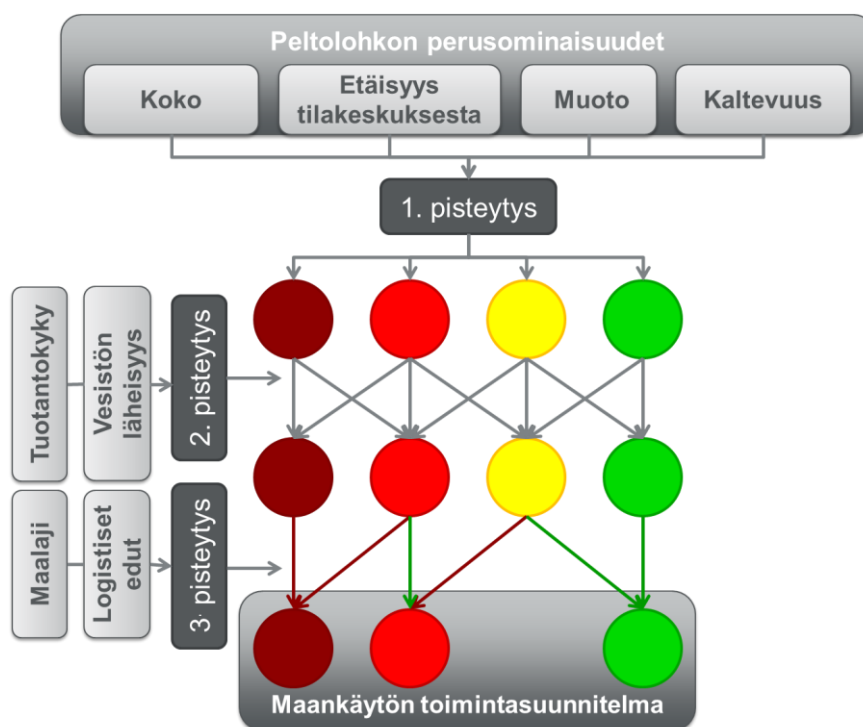 Peltolohkon perusominaisuudet
Koko
Etäisyys
tilakeskuksesta
Muoto
Kaltevuus
1. pisteytys
Tuotantokyky
Vesistön
läheisyys
2. pisteytys
Maalaji
Logistiset
edut
3. pisteytys
Maankäytön toimintasuunnitelma